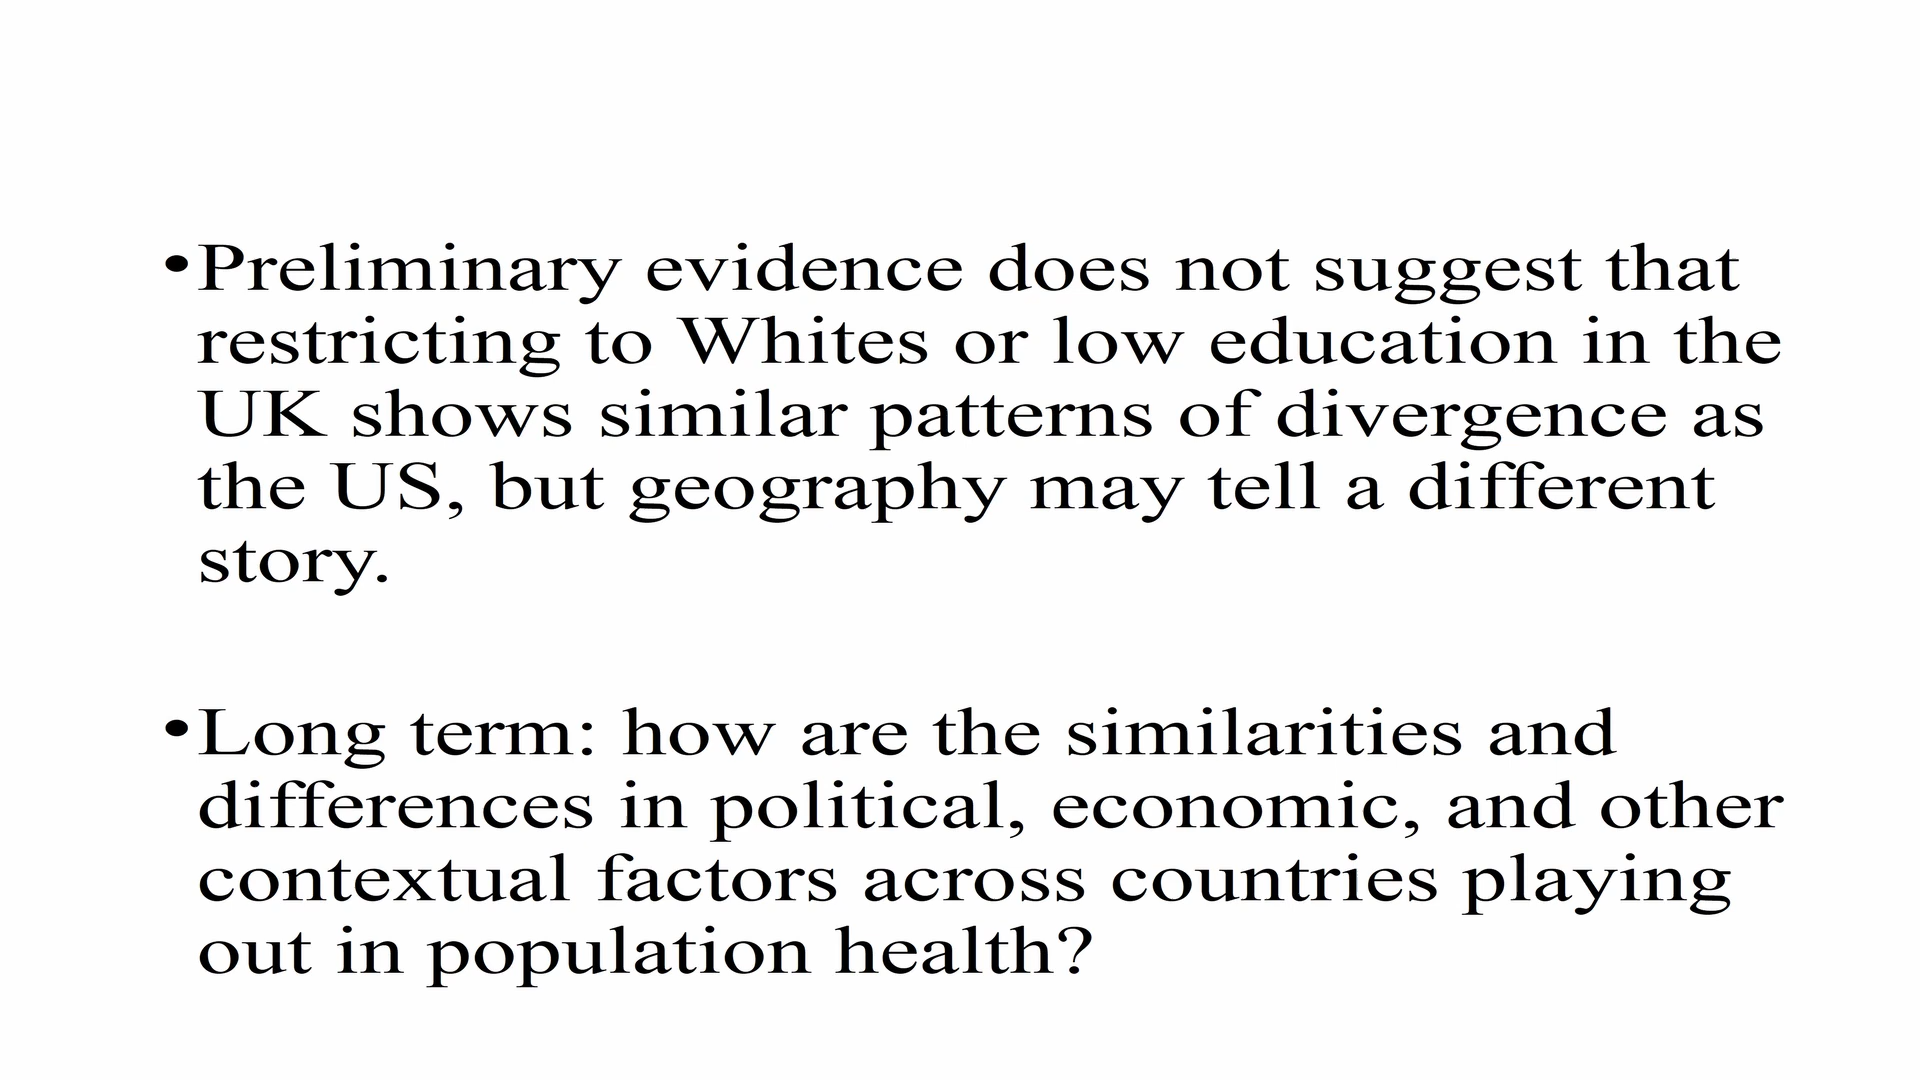 •Preliminary evidence does not suggest that
restricting to Whites or low education in the
UK shows similar patterns of divergence as
the US, but geography may tell a different
story.
•Long term: how are the similarities and
differences in political, economic, and other
contextual factors across countries playing
out in population health?